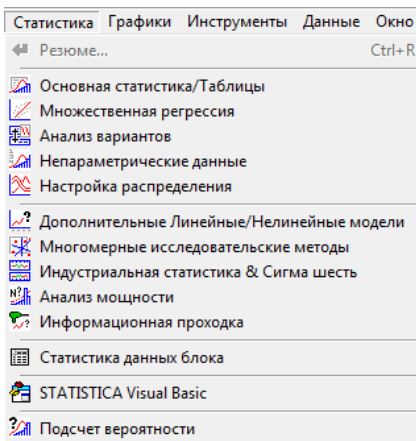 Статистика Графики Инструменты Данные Окно
Резюме... Ctrl+R
Основная статистика/Таблицы
Множественная регрессия
Анализ вариантов
Непараметрические данные
Настройка распределения
Дополнительные Линейные/Нелинейные модели
Многомерные исследовательские методы
Индустриальная статистика & Сигма шесть
Анализ мощности
Информационная проходка
Статистика данных блока
STATISTICA Visual Basic
Подсчет вероятности